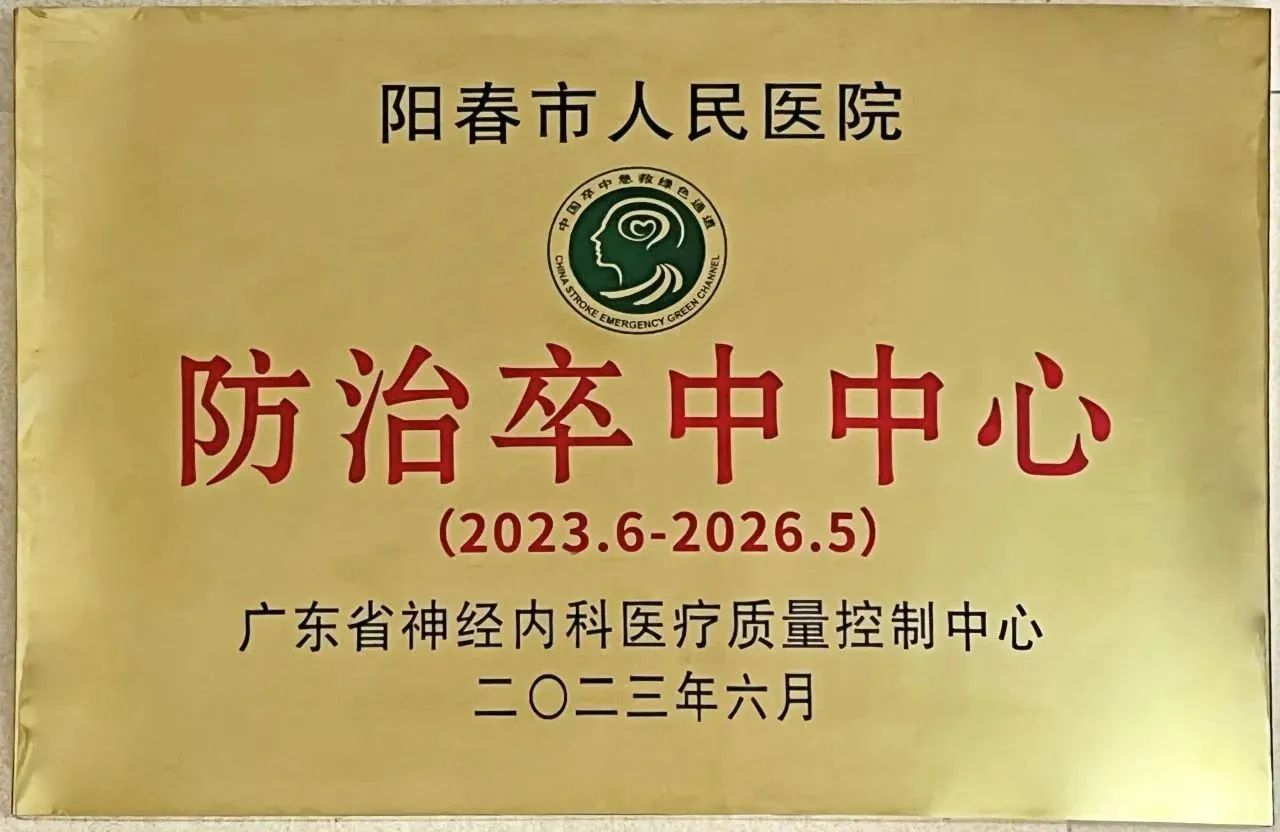 阳春市人民医院
中国卒中急救绿色通道
CHINA STROKE EMERGENCY GREEN CHANNEL
防治卒中中心
(2023.6-2026.5)
广东省神经内科医疗质量控制中心
二〇二三年六月